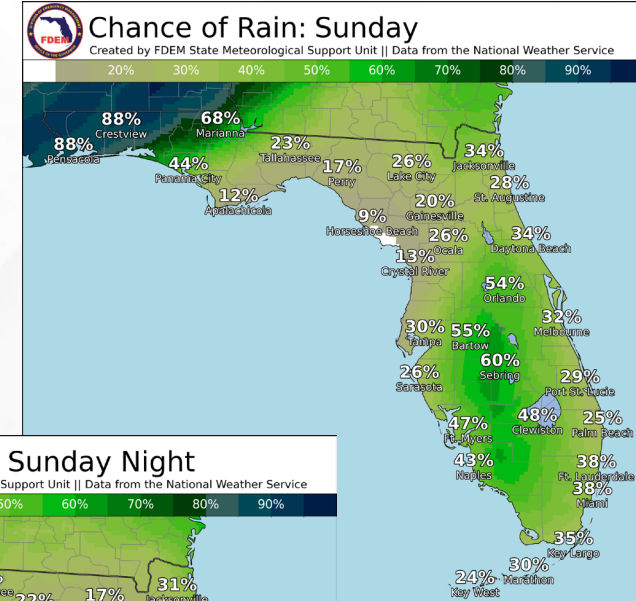 FDEM
Chance of Rain: Sunday
Created by FDEM State Meteorological Support Unit || Data from the National Weather Service
20% 30% 40% 50% 60% 70% 80% 90%
88%
Crestview
68%
Marianna
88%
Pensacola
44%
Panama City
23%
Tallahassee
12%
Apalachicola
17%
Perry
26%
Lake City
34%
Jacksonville
28%
St. Augustine
20%
Gainesville
9%
Horseshoe Beach
26%
Ocala
34%
Daytona Beach
13%
Crystal River
54%
Orlando
32%
Melbourne
30%
Tampa
55%
Bartow
60%
Sebring
26%
Sarasota
29%
Port St. Lucie
47%
Ft. Myers
48%
Clewiston
25%
Palm Beach
43%
Naples
38%
Ft. Lauderdale
38%
Miami
35%
Key Largo
30%
Marathon
24%
Key West
Sunday Night
Support Unit || Data from the National Weather Service
50% 60% 70% 80% 90%
31%
Jacksonville
17%
22%
ee